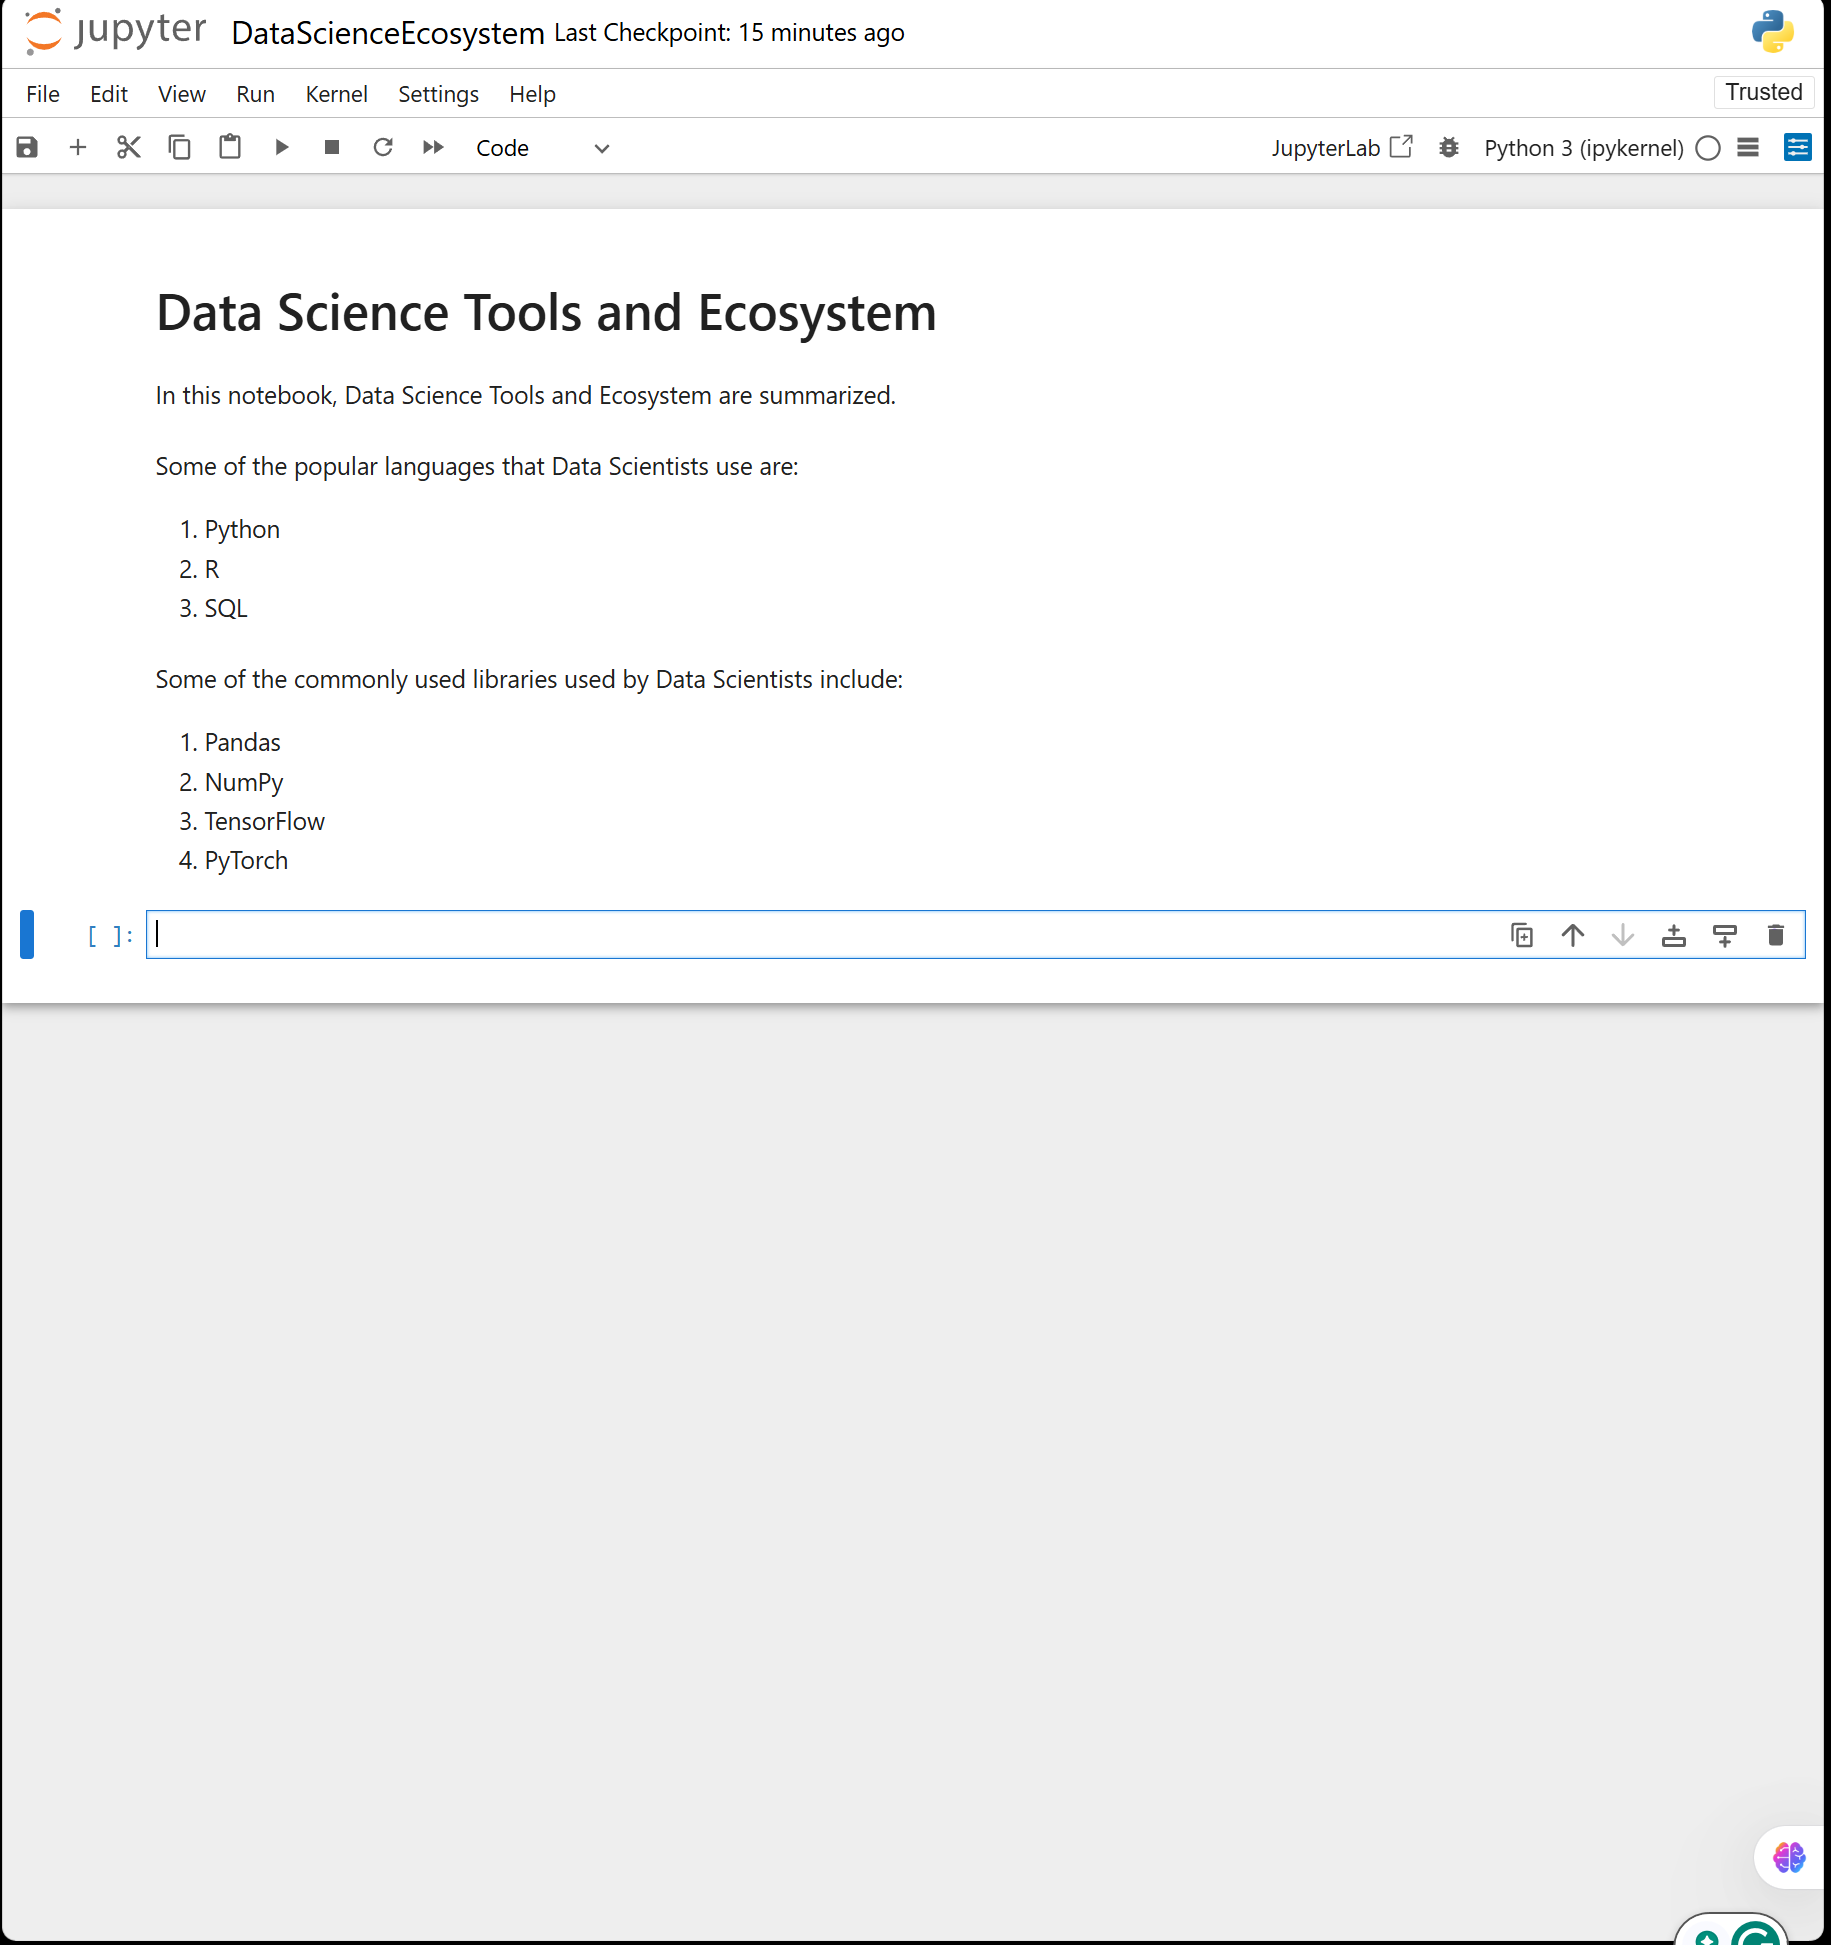 jupyter DataScienceEcosystem Last Checkpoint: 15 minutes ago
File Edit View Run Kernel Settings Help Trusted
Code JupyterLab Python 3 (ipykernel)
Data Science Tools and Ecosystem
In this notebook, Data Science Tools and Ecosystem are summarized.
Some of the popular languages that Data Scientists use are:
1. Python
2. R
3. SQL
Some of the commonly used libraries used by Data Scientists include:
1. Pandas
2. NumPy
3. TensorFlow
4. PyTorch
[ ]: